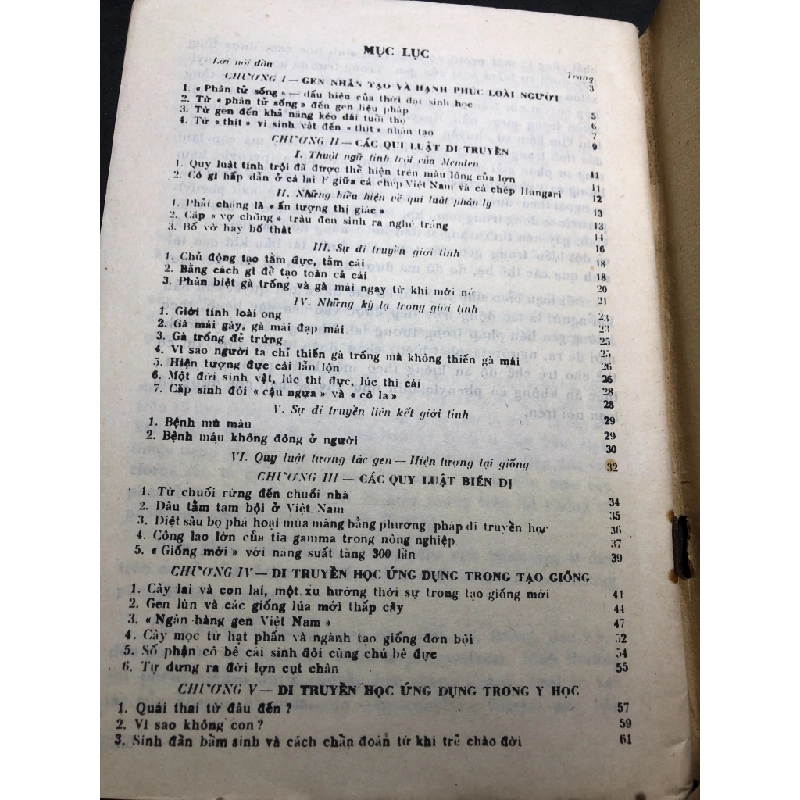 MỤC LỤC
Lời nói đầu Trang
CHƯƠNG I — GEN NHÂN TẠO VÀ HẠNH PHÚC LOÀI NGƯỜI 3
1. «Phân tử sống» — dấu hiệu của thời đại sinh học 5
2. Từ «phân tử sống» đến gen liệu pháp 6
3. Từ gen đến khả năng kéo dài tuổi thọ 7
4. Từ «thịt» vi sinh vật đến «thịt» nhân tạo 9
CHƯƠNG II — CÁC QUI LUẬT DI TRUYỀN
I. Thuật ngữ tính trội của Menđen 11
1. Quy luật tính trội đã được thể hiện trên màu lông của lợn 11
2. Có gì hấp dẫn ở cá lai F giữa cá chép Việt Nam và cá chép Hungari 12
II. Những biểu hiện về qui luật phân ly 13
1. Phải chăng là «ấn tượng thị giác» 13
2. Cặp «vợ chồng» trâu đen sinh ra nghé trắng 14
3. Bố vờ hay bố thật 16
III. Sự di truyền giới tính 18
1. Chủ động tạo tằm đực, tằm cái 18
2. Bằng cách gì để tạo toàn cá cái 20
3. Phân biệt gà trống và gà mái ngay từ khi mới nở 21
IV. Những kỳ lạ trong giới tính 23
1. Giới tính loài ong 23
2. Gà mái gáy, gà mái đạp mái 25
3. Gà trống đẻ trứng 25
4. Vì sao người ta chỉ thiến gà trống mà không thiến gà mái 26
5. Hiện tượng đực cái lẫn lộn 26
6. Một đời sinh vật, lúc thì đực, lúc thì cái 28
7. Cặp sinh đôi «cậu ngựa» và «cô la» 28
V. Sự di truyền liên kết giới tính 29
1. Bệnh mù màu 29
2. Bệnh máu không đông ở người 30
VI. Quy luật tương tác gen — Hiện tượng lại giống 32
CHƯƠNG III — CÁC QUY LUẬT BIẾN DỊ
1. Từ chuối rừng đến chuối nhà 34
2. Dâu tằm tam bội ở Việt Nam 35
3. Diệt sâu bọ phá hoại mùa màng bằng phương pháp di truyền học 36
4. Công lao lớn của tia gamma trong nông nghiệp 37
5. «Giống mới» với năng suất tăng 300 lần 39
CHƯƠNG IV — DI TRUYỀN HỌC ỨNG DỤNG TRONG TẠO GIỐNG
1. Cây lai và con lai, một xu hướng thời sự trong tạo giống mới 41
2. Gen lùn và các giống lúa mới thấp cây 44
3. «Ngân hàng gen Việt Nam» 47
4. Cây mọc từ hạt phấn và ngành tạo giống đơn bội 52
5. Số phận cô bê cái sinh đôi cùng chú bê đực 54
6. Tự dưng ra đời lợn cụt chân 55
CHƯƠNG V — DI TRUYỀN HỌC ỨNG DỤNG TRONG Y HỌC
1. Quái thai từ đâu đến? 57
2. Vì sao không con? 59
3. Sinh đần bẩm sinh và cách chẩn đoán từ khi trẻ chào đời 61